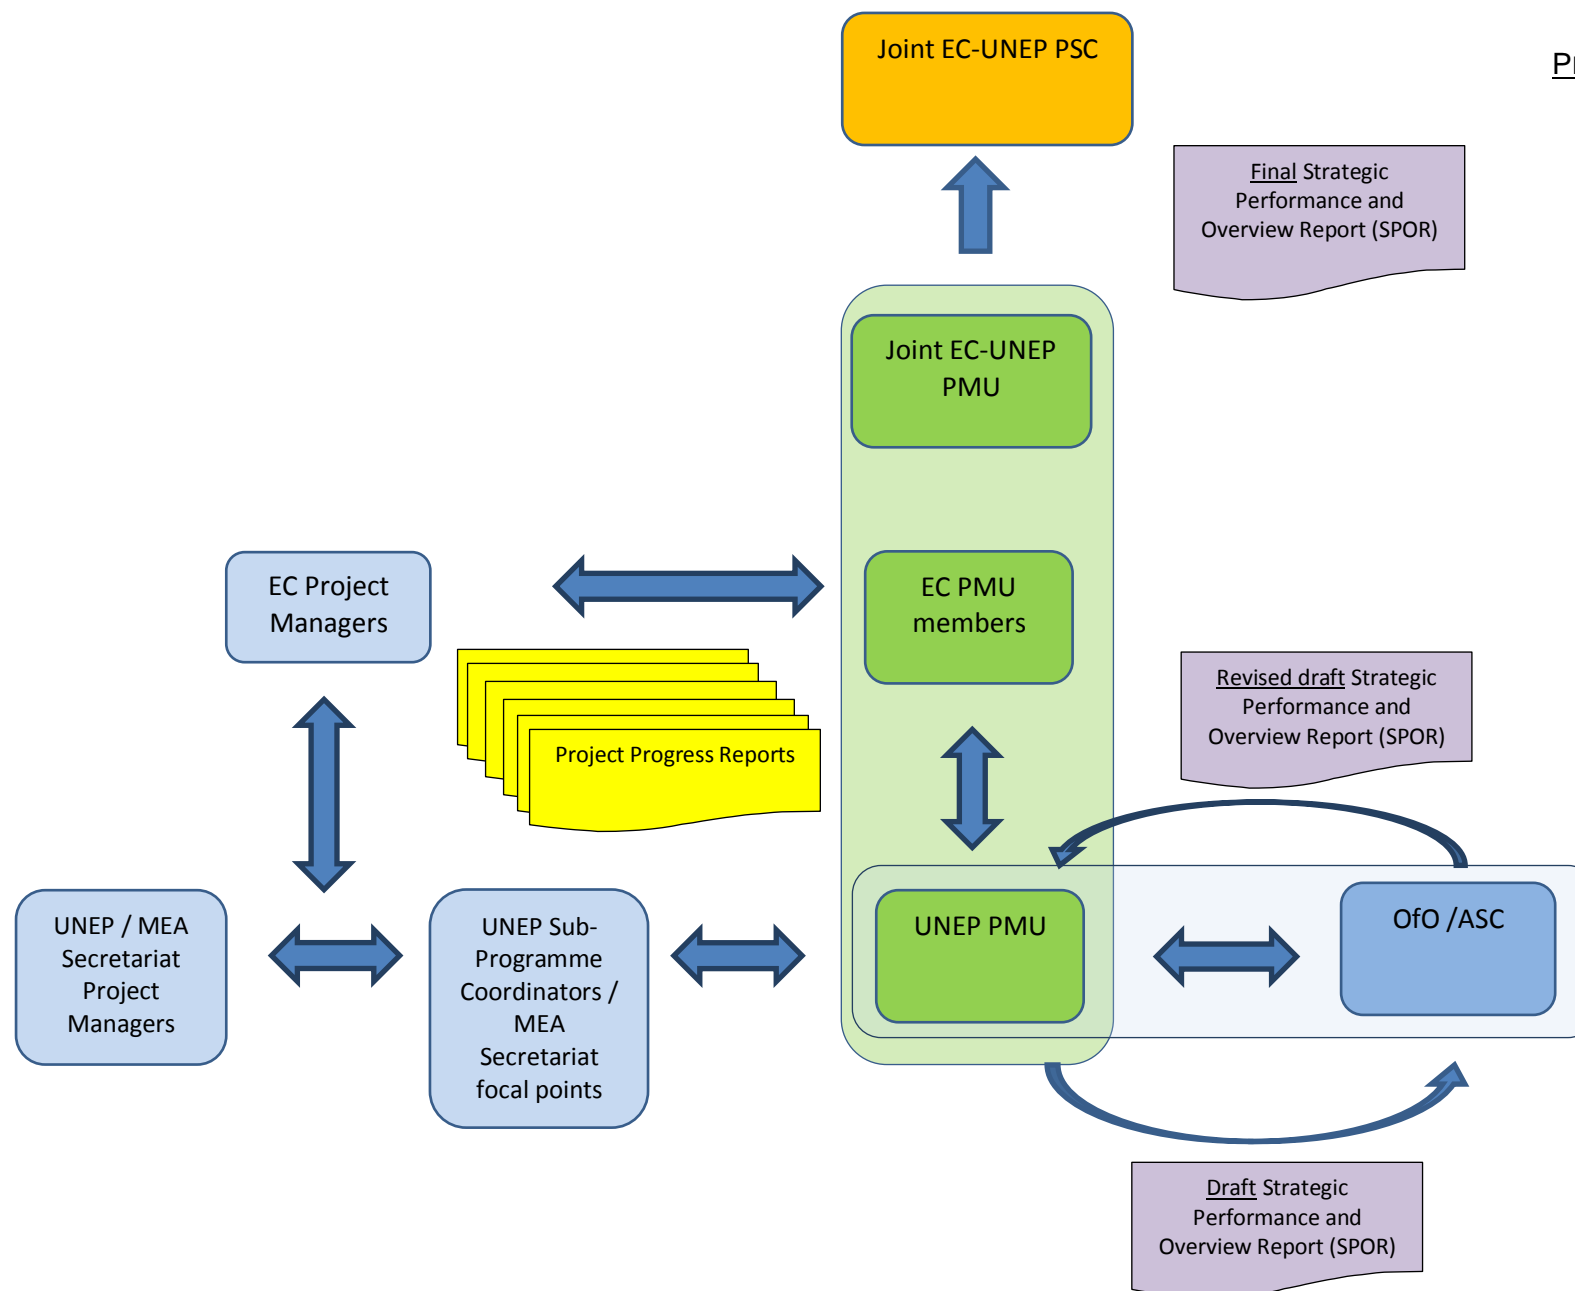 Joint EC-UNEP PSC
Final Strategic
Performance and
Overview Report (SPOR)
Joint EC-UNEP
PMU
EC Project
Managers
EC PMU
members
Project Progress Reports
Revised draft Strategic
Performance and
Overview Report (SPOR)
UNEP / MEA
Secretariat
Project
Managers
UNEP Sub-
Programme
Coordinators /
MEA
Secretariat
focal points
UNEP PMU
OfO /ASC
Draft Strategic
Performance and
Overview Report (SPOR)